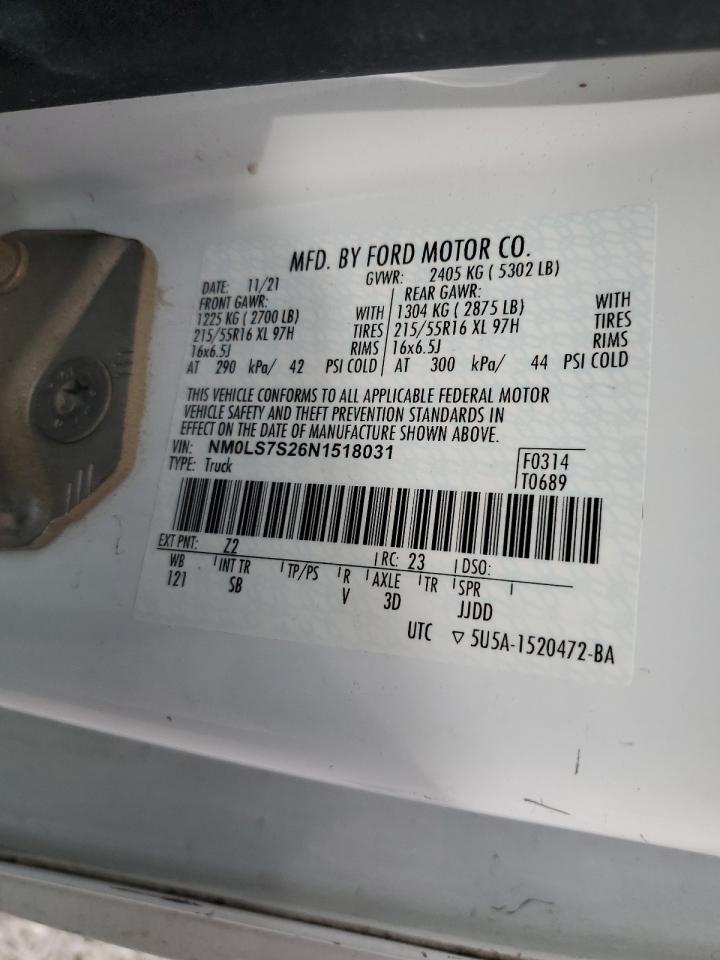 MFD. BY FORD MOTOR CO.
DATE: 11/21 GVWR: 2405 KG ( 5302 LB)
FRONT GAWR: REAR GAWR:
1225 KG ( 2700 LB) WITH 1304 KG ( 2875 LB) WITH
215/55R16 XL 97H TIRES 215/55R16 XL 97H TIRES
16x6.5J RIMS 16x6.5J RIMS
AT 290 kPa/ 42 PSI COLD AT 300 kPa/ 44 PSI COLD
THIS VEHICLE CONFORMS TO ALL APPLICABLE FEDERAL MOTOR
VEHICLE SAFETY AND THEFT PREVENTION STANDARDS IN
EFFECT ON THE DATE OF MANUFACTURE SHOWN ABOVE.
VIN: NM0LS7S26N1518031 F0314
TYPE: Truck T0689
EXT PNT: Z2 RC: 23 DSO:
WB INT TR TP/PS R AXLE TR SPR
121 SB V 3D JJDD
UTC ▽ 5U5A-1520472-BA